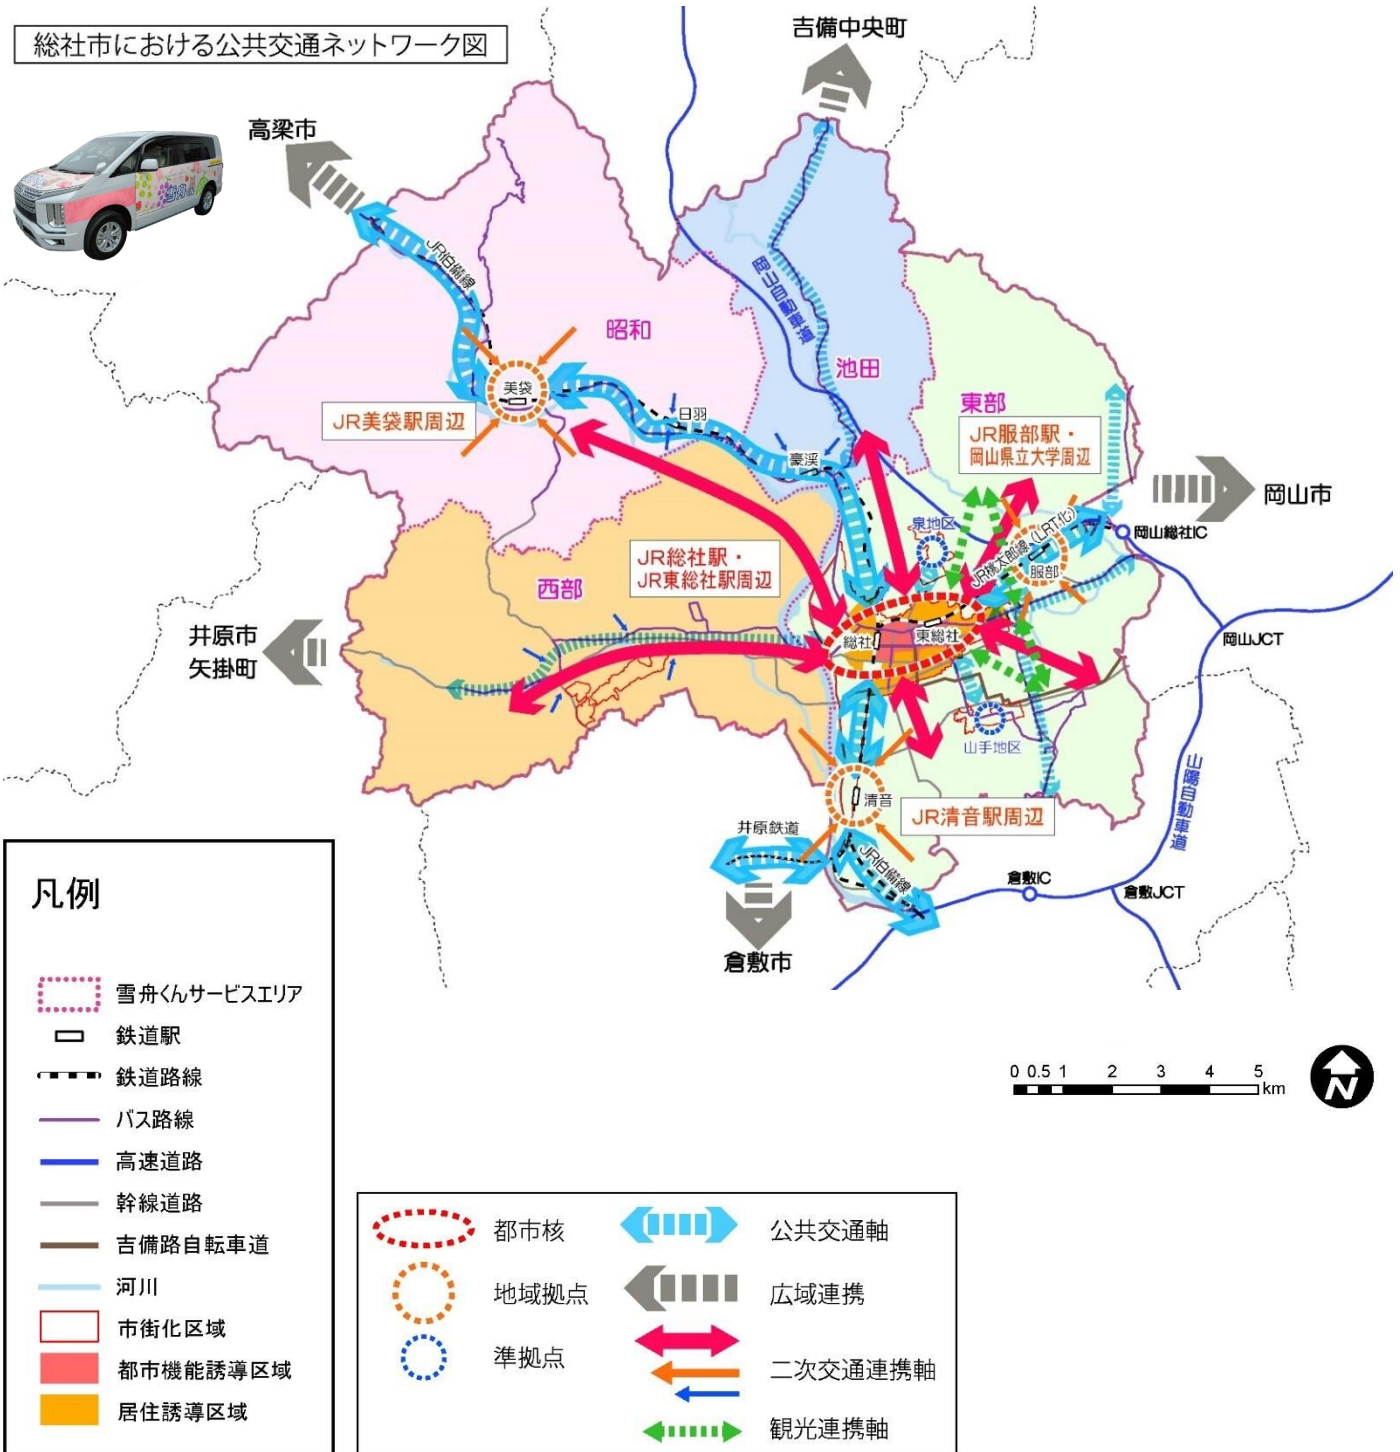 総社市における公共交通ネットワーク図
吉備中央町
高梁市
JR伯備線
岡山自動車道
昭和
池田
東部
美袋
JR美袋駅周辺
日羽
豪渓
JR服部駅・
岡山県立大学周辺
岡山市
泉地区
JR桃太郎線（LRT化）
岡山総社IC
服部
JR総社駅・
JR東総社駅周辺
西部
井原市
矢掛町
総社
東総社
岡山JCT
山手地区
山陽自動車道
清音
JR清音駅周辺
井原鉄道
JR伯備線
倉敷IC
倉敷JCT
倉敷市
凡例
雪舟くんサービスエリア
鉄道駅
鉄道路線
バス路線
高速道路
幹線道路
吉備路自転車道
河川
市街化区域
都市機能誘導区域
居住誘導区域
0 0.5 1 2 3 4 5
km
N
都市核
地域拠点
準拠点
公共交通軸
広域連携
二次交通連携軸
観光連携軸